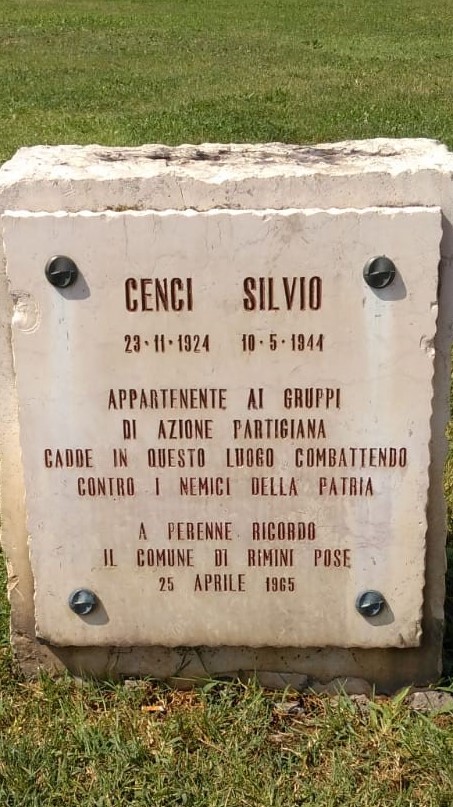 CENCI SILVIO
23·11·1924 10·5·1944
APPARTENENTE AI GRUPPI
DI AZIONE PARTIGIANA
CADDE IN QUESTO LUOGO COMBATTENDO
CONTRO I NEMICI DELLA PATRIA
A PERENNE RICORDO
IL COMUNE DI RIMINI POSE
25 APRILE 1965